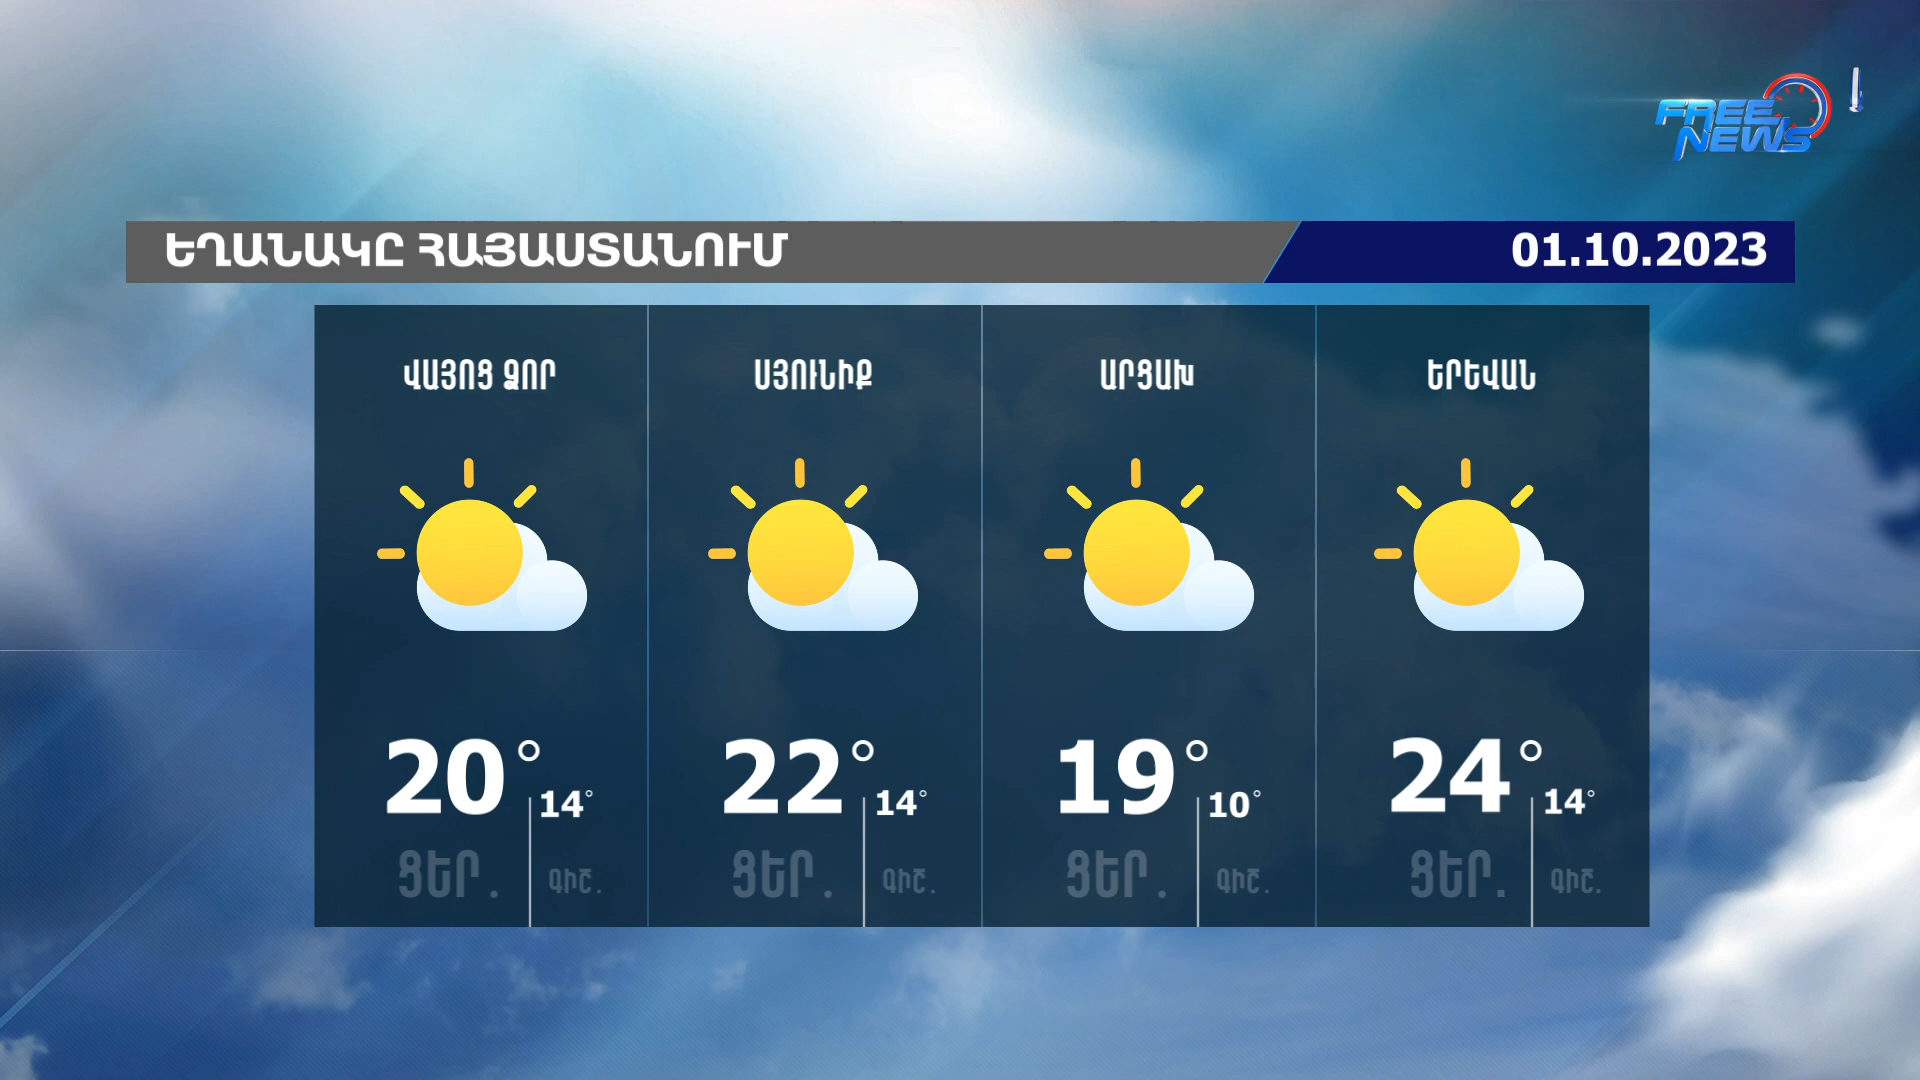 FREE
NEWS
ԵՂԱՆԱԿԸ ՀԱՅԱՍՏԱՆՈՒՄ
01.10.2023
ՎԱՅՈՑ ՁՈՐ
ՍՅՈՒՆԻՔ
ԱՐՑԱԽ
ԵՐԵՎԱՆ
20° 14°
22° 14°
19° 10°
24° 14°
ՑԵՐ. ԳԻՇ.
ՑԵՐ. ԳԻՇ.
ՑԵՐ. ԳԻՇ.
ՑԵՐ. ԳԻՇ.